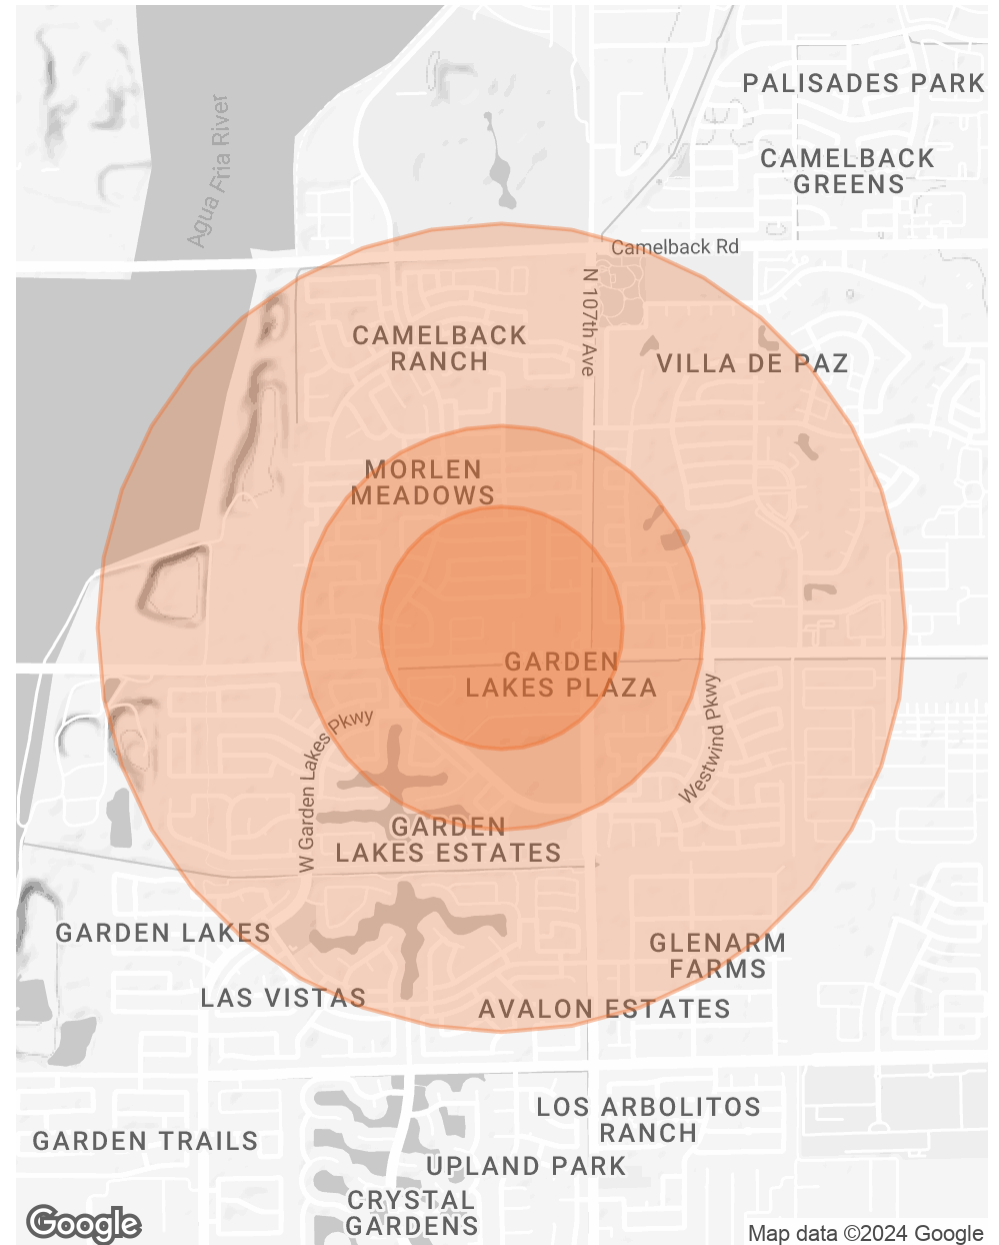 PALISADES PARK
CAMELBACK
GREENS
Agua Fria River
Camelback Rd
N 107th Ave
CAMELBACK
RANCH
VILLA DE PAZ
MORLEN
MEADOWS
GARDEN
LAKES PLAZA
W Garden Lakes Pkwy
Westwind Pkwy
GARDEN
LAKES ESTATES
GARDEN LAKES
GLENARM
FARMS
LAS VISTAS
AVALON ESTATES
LOS ARBOLITOS
RANCH
GARDEN TRAILS
UPLAND PARK
CRYSTAL
GARDENS
Google
Map data ©2024 Google